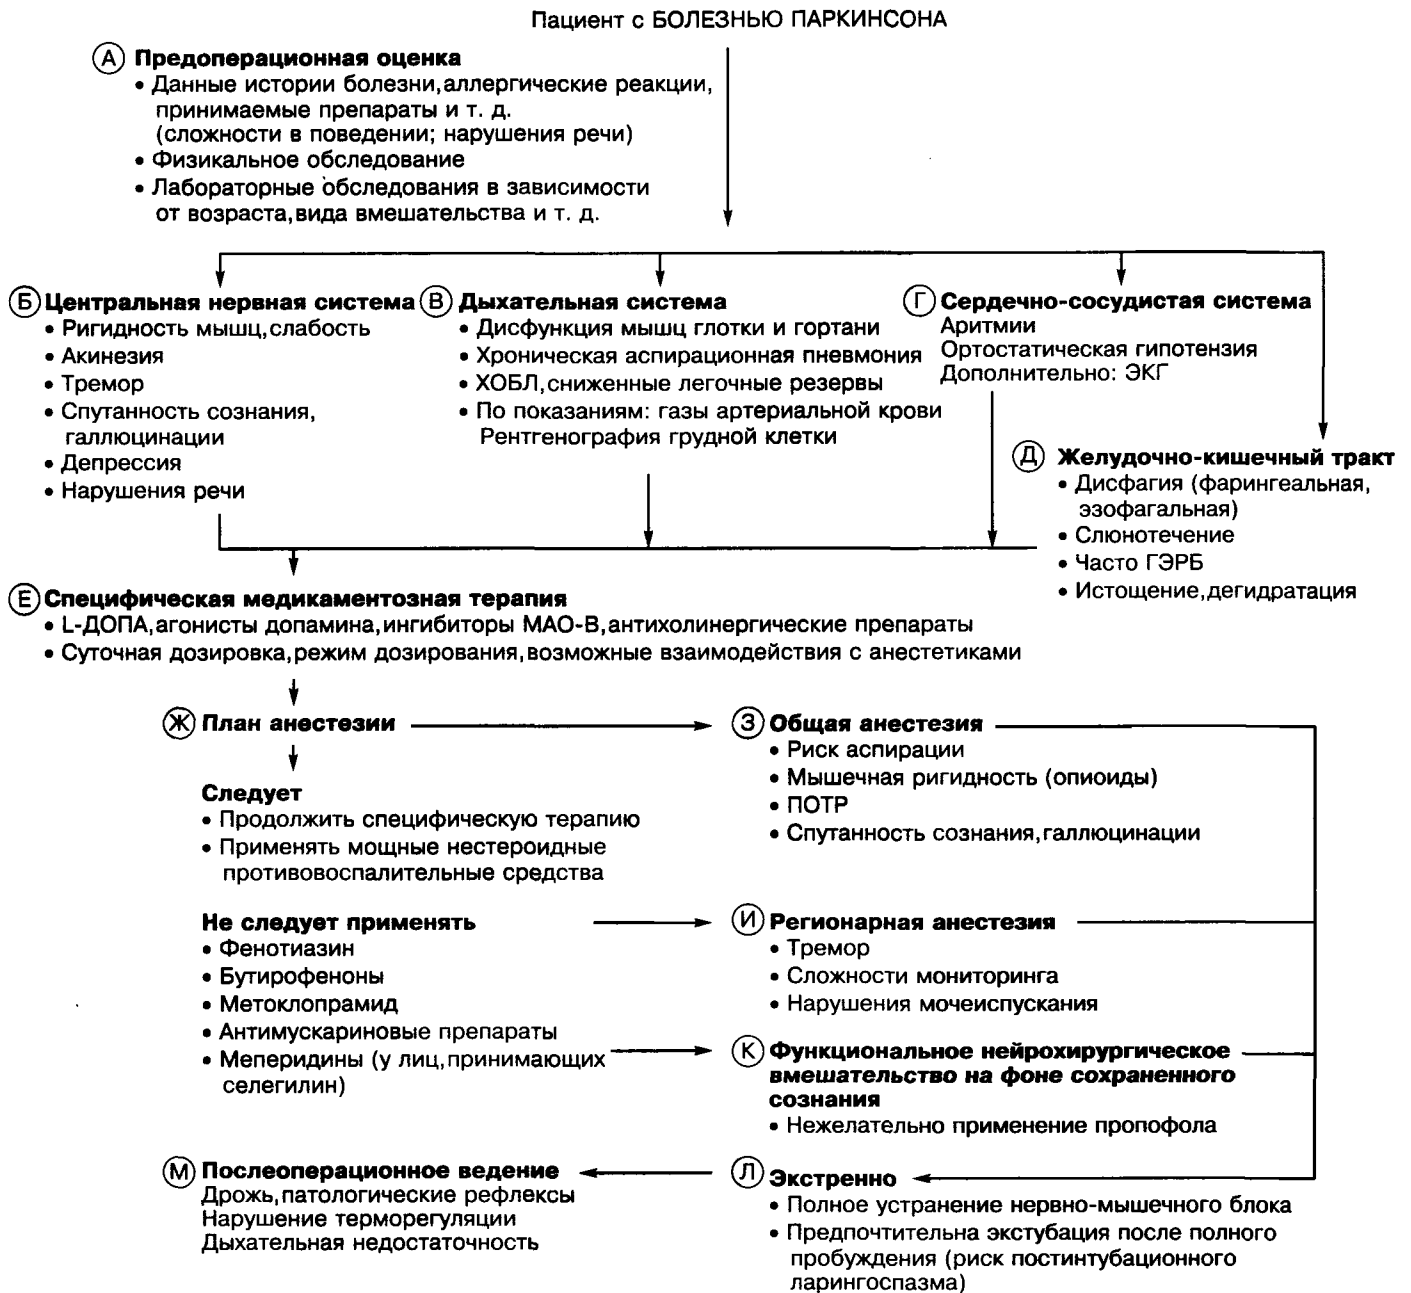 Пациент с БОЛЕЗНЬЮ ПАРКИНСОНА
А Предоперационная оценка
• Данные истории болезни, аллергические реакции,
принимаемые препараты и т. д.
(сложности в поведении; нарушения речи)
• Физикальное обследование
• Лабораторные обследования в зависимости
от возраста, вида вмешательства и т. д.
Б Центральная нервная система
• Ригидность мышц, слабость
• Акинезия
• Тремор
• Спутанность сознания,
галлюцинации
• Депрессия
• Нарушения речи
В Дыхательная система
• Дисфункция мышц глотки и гортани
• Хроническая аспирационная пневмония
• ХОБЛ, сниженные легочные резервы
• По показаниям: газы артериальной крови
Рентгенография грудной клетки
Г Сердечно-сосудистая система
Аритмии
Ортостатическая гипотензия
Дополнительно: ЭКГ
Д Желудочно-кишечный тракт
• Дисфагия (фарингеальная,
эзофагальная)
• Слюнотечение
• Часто ГЭРБ
• Истощение, дегидратация
Е Специфическая медикаментозная терапия
• L-ДОПА, агонисты допамина, ингибиторы МАО-В, антихолинергические препараты
• Суточная дозировка, режим дозирования, возможные взаимодействия с анестетиками
Ж План анестезии
Следует
• Продолжить специфическую терапию
• Применять мощные нестероидные
противовоспалительные средства
Не следует применять
• Фенотиазин
• Бутирофеноны
• Метоклопрамид
• Антимускариновые препараты
• Меперидины (у лиц, принимающих
селегилин)
З Общая анестезия
• Риск аспирации
• Мышечная ригидность (опиоиды)
• ПОТР
• Спутанность сознания, галлюцинации
И Регионарная анестезия
• Тремор
• Сложности мониторинга
• Нарушения мочеиспускания
К Функциональное нейрохирургическое
вмешательство на фоне сохраненного
сознания
• Нежелательно применение пропофола
Л Экстренно
• Полное устранение нервно-мышечного блока
• Предпочтительна экстубация после полного
пробуждения (риск постинтубационного
ларингоспазма)
М Послеоперационное ведение
Дрожь, патологические рефлексы
Нарушение терморегуляции
Дыхательная недостаточность